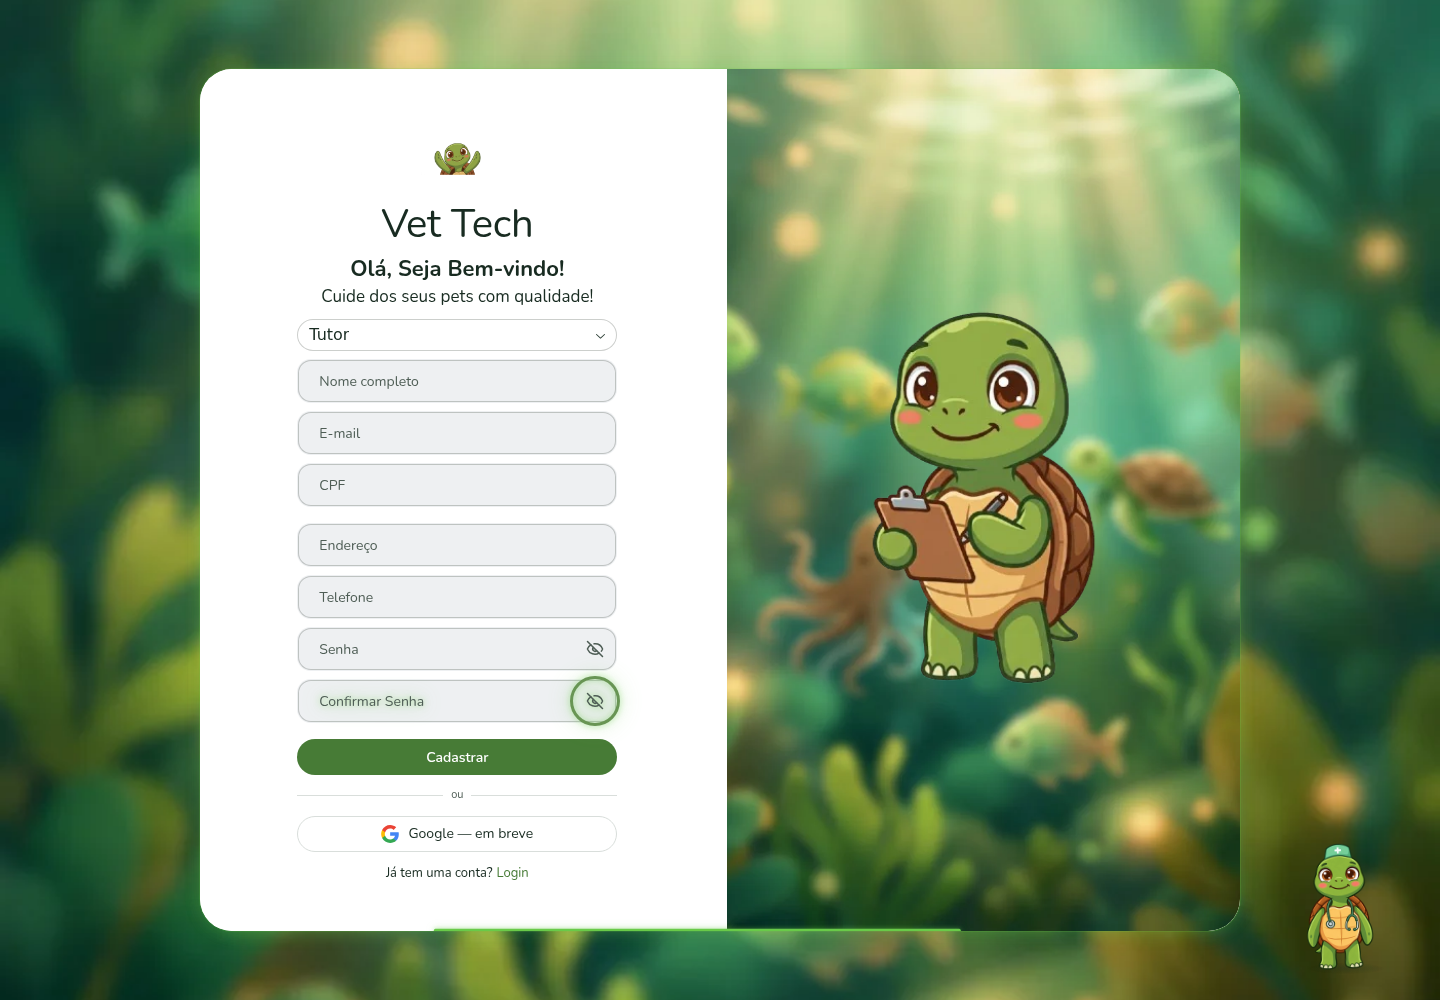 Vet Tech
Olá, Seja Bem-vindo!
Cuide dos seus pets com qualidade!
Tutor
Nome completo
E-mail
CPF
Endereço
Telefone
Senha
Confirmar Senha
Cadastrar
ou
Google — em breve
Já tem uma conta? Login